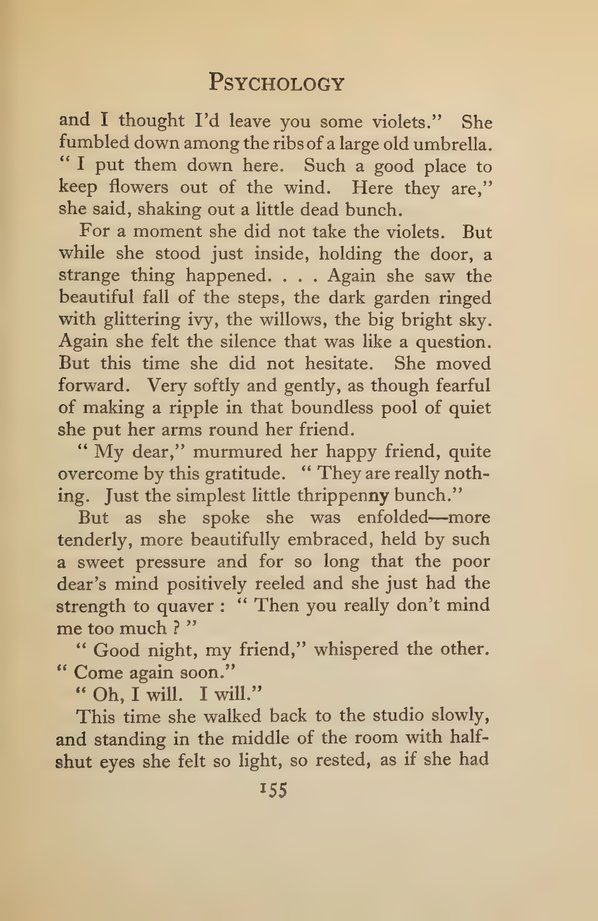 Psychology
and I thought I'd leave you some violets." She
fumbled down among the ribs of a large old umbrella.
" I put them down here. Such a good place to
keep flowers out of the wind. Here they are,"
she said, shaking out a little dead bunch.
For a moment she did not take the violets. But
while she stood just inside, holding the door, a
strange thing happened. . . . Again she saw the
beautiful fall of the steps, the dark garden ringed
with glittering ivy, the willows, the big bright sky.
Again she felt the silence that was like a question.
But this time she did not hesitate. She moved
forward. Very softly and gently, as though fearful
of making a ripple in that boundless pool of quiet
she put her arms round her friend.
" My dear," murmured her happy friend, quite
overcome by this gratitude. " They are really noth-
ing. Just the simplest little thrippenny bunch."
But as she spoke she was enfolded—more
tenderly, more beautifully embraced, held by such
a sweet pressure and for so long that the poor
dear's mind positively reeled and she just had the
strength to quaver : " Then you really don't mind
me too much ? "
" Good night, my friend," whispered the other.
" Come again soon."
" Oh, I will. I will."
This time she walked back to the studio slowly,
and standing in the middle of the room with half-
shut eyes she felt so light, so rested, as if she had
155